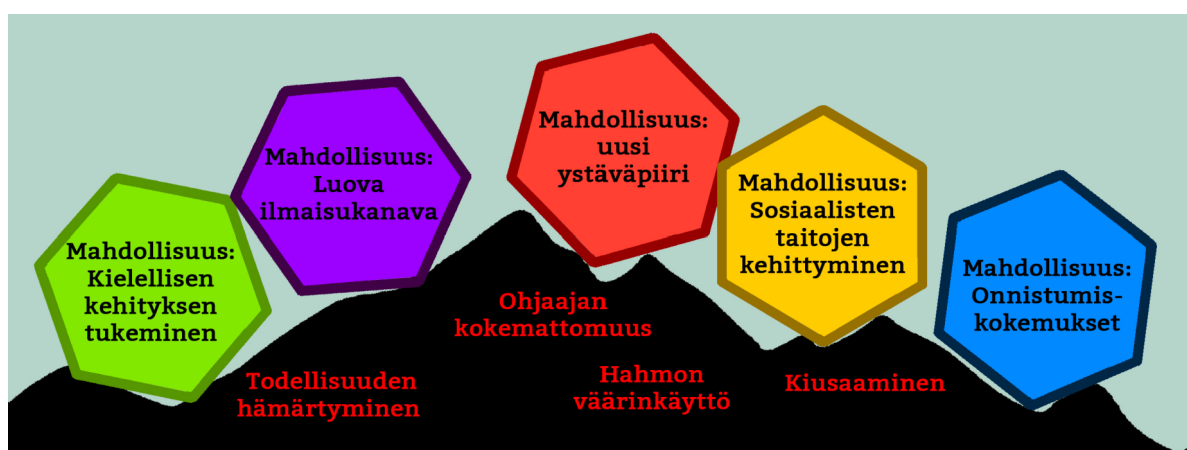 Mahdollisuus:
Kielellisen
kehityksen
tukeminen
Mahdollisuus:
Luova
ilmaisukanava
Mahdollisuus:
uusi
ystäväpiiri
Mahdollisuus:
Sosiaalisten
taitojen
kehittyminen
Mahdollisuus:
Onnistumis-
kokemukset
Todellisuuden
hämärtyminen
Ohjaajan
kokemattomuus
Hahmon
väärinkäyttö
Kiusaaminen